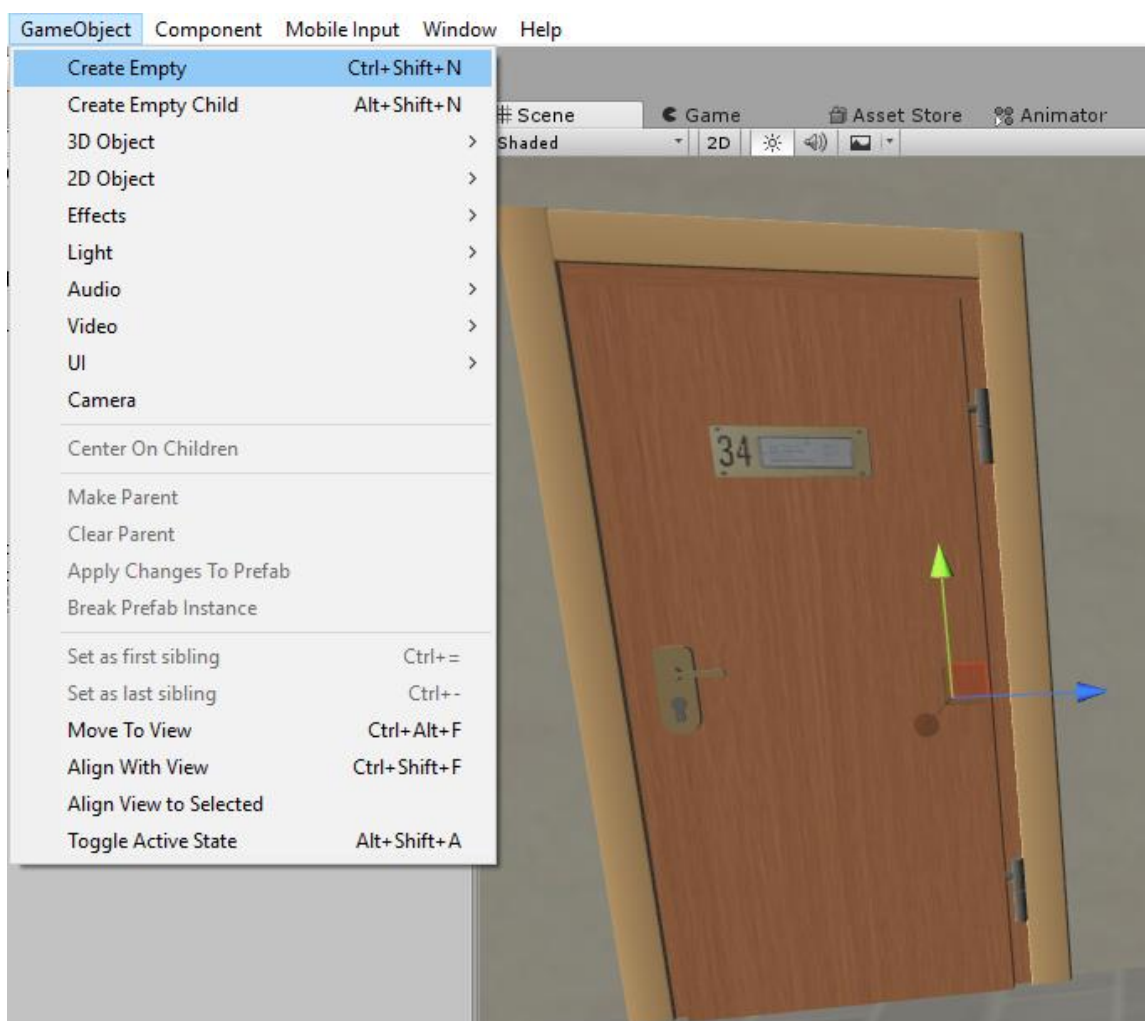 GameObject Component Mobile Input Window Help
Create Empty Ctrl+Shift+N
Create Empty Child Alt+Shift+N
3D Object >
2D Object >
Effects >
Light >
Audio >
Video >
UI >
Camera
Center On Children
Make Parent
Clear Parent
Apply Changes To Prefab
Break Prefab Instance
Set as first sibling Ctrl+=
Set as last sibling Ctrl+-
Move To View Ctrl+Alt+F
Align With View Ctrl+Shift+F
Align View to Selected
Toggle Active State Alt+Shift+A
# Scene Game Asset Store Animator
Shaded 2D
34